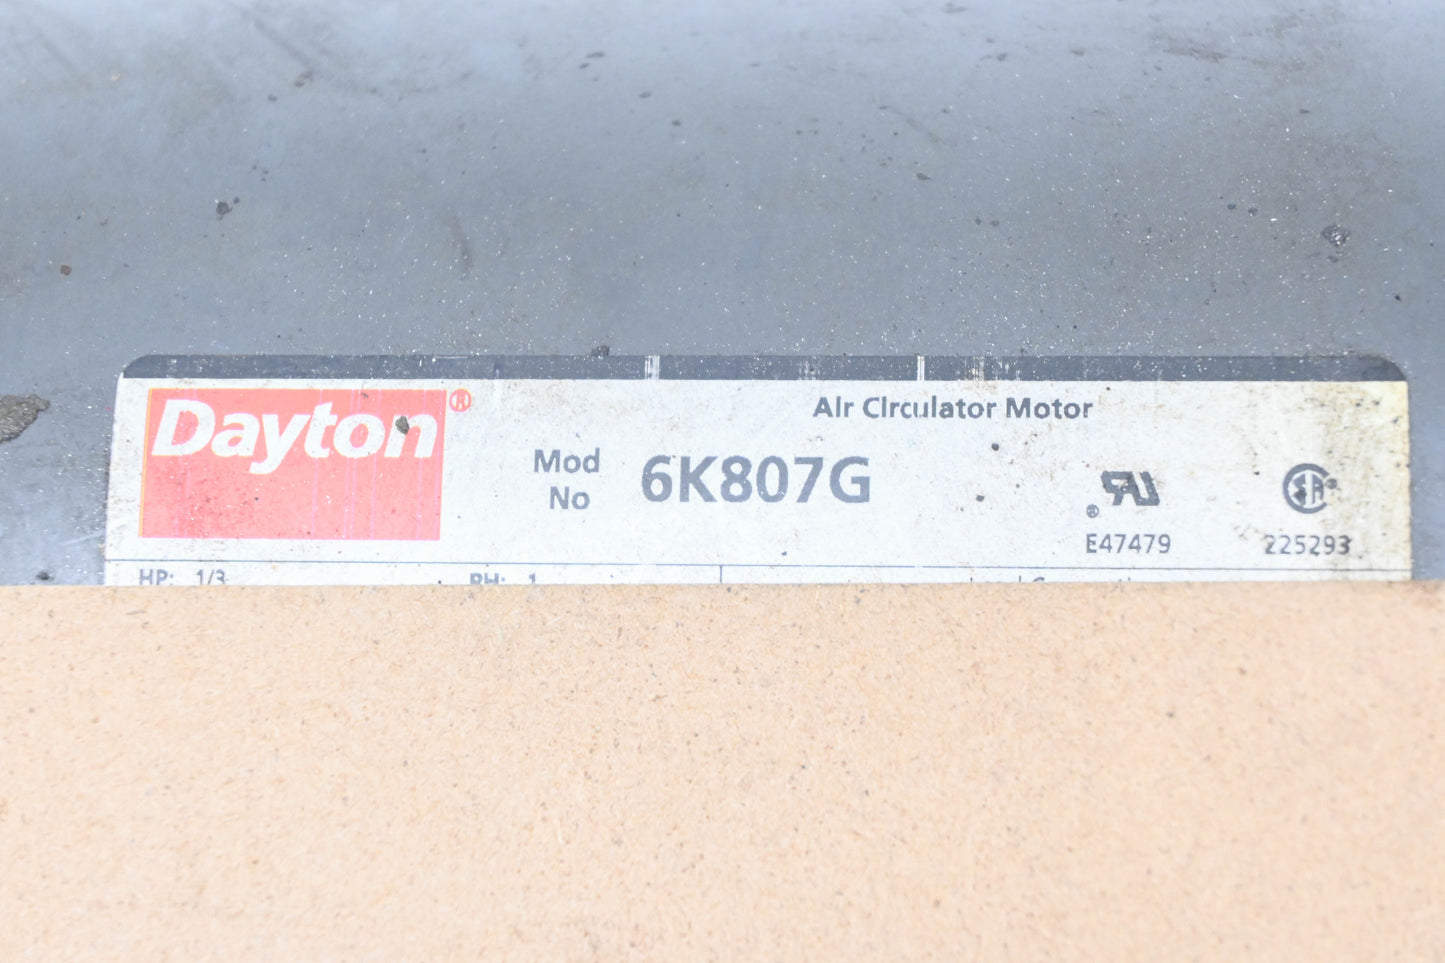 Dayton®
Air Circulator Motor
Mod
No 6K807G
®
E47479
225293
HP: 1/3 PH: 1